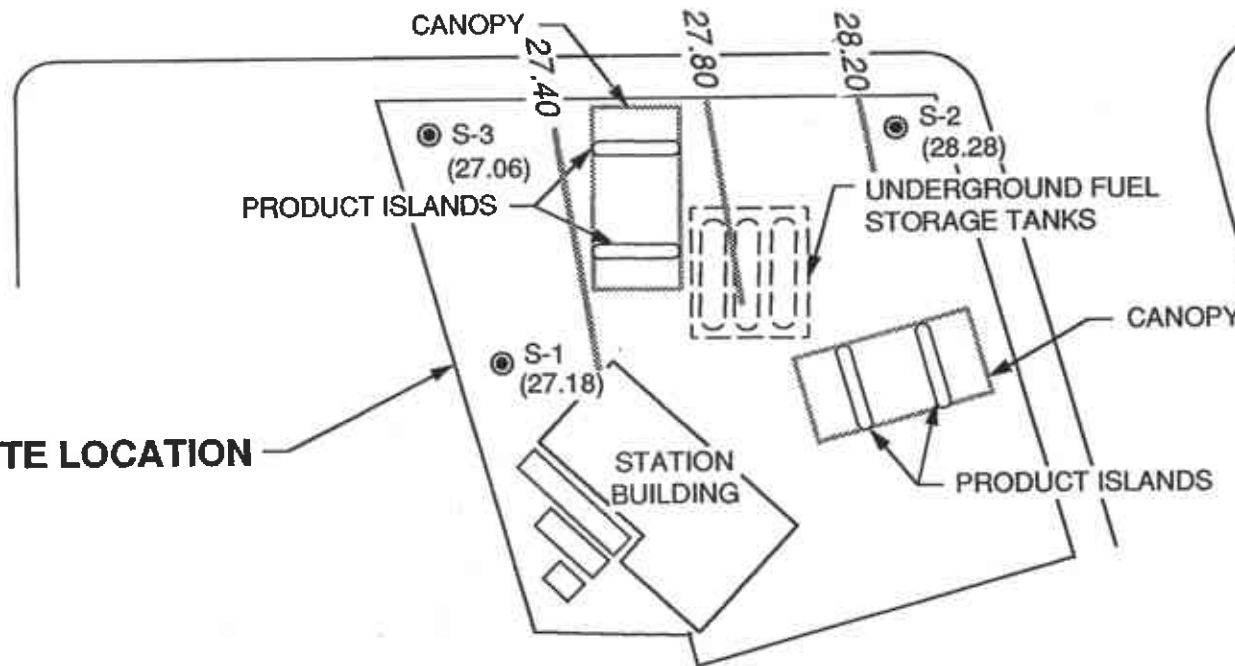 CANOPY
27.40
27.80
28.20
S-3
(27.06)
S-2
(28.28)
PRODUCT ISLANDS
UNDERGROUND FUEL
STORAGE TANKS
CANOPY
S-1
(27.18)
TE LOCATION
STATION
BUILDING
PRODUCT ISLANDS